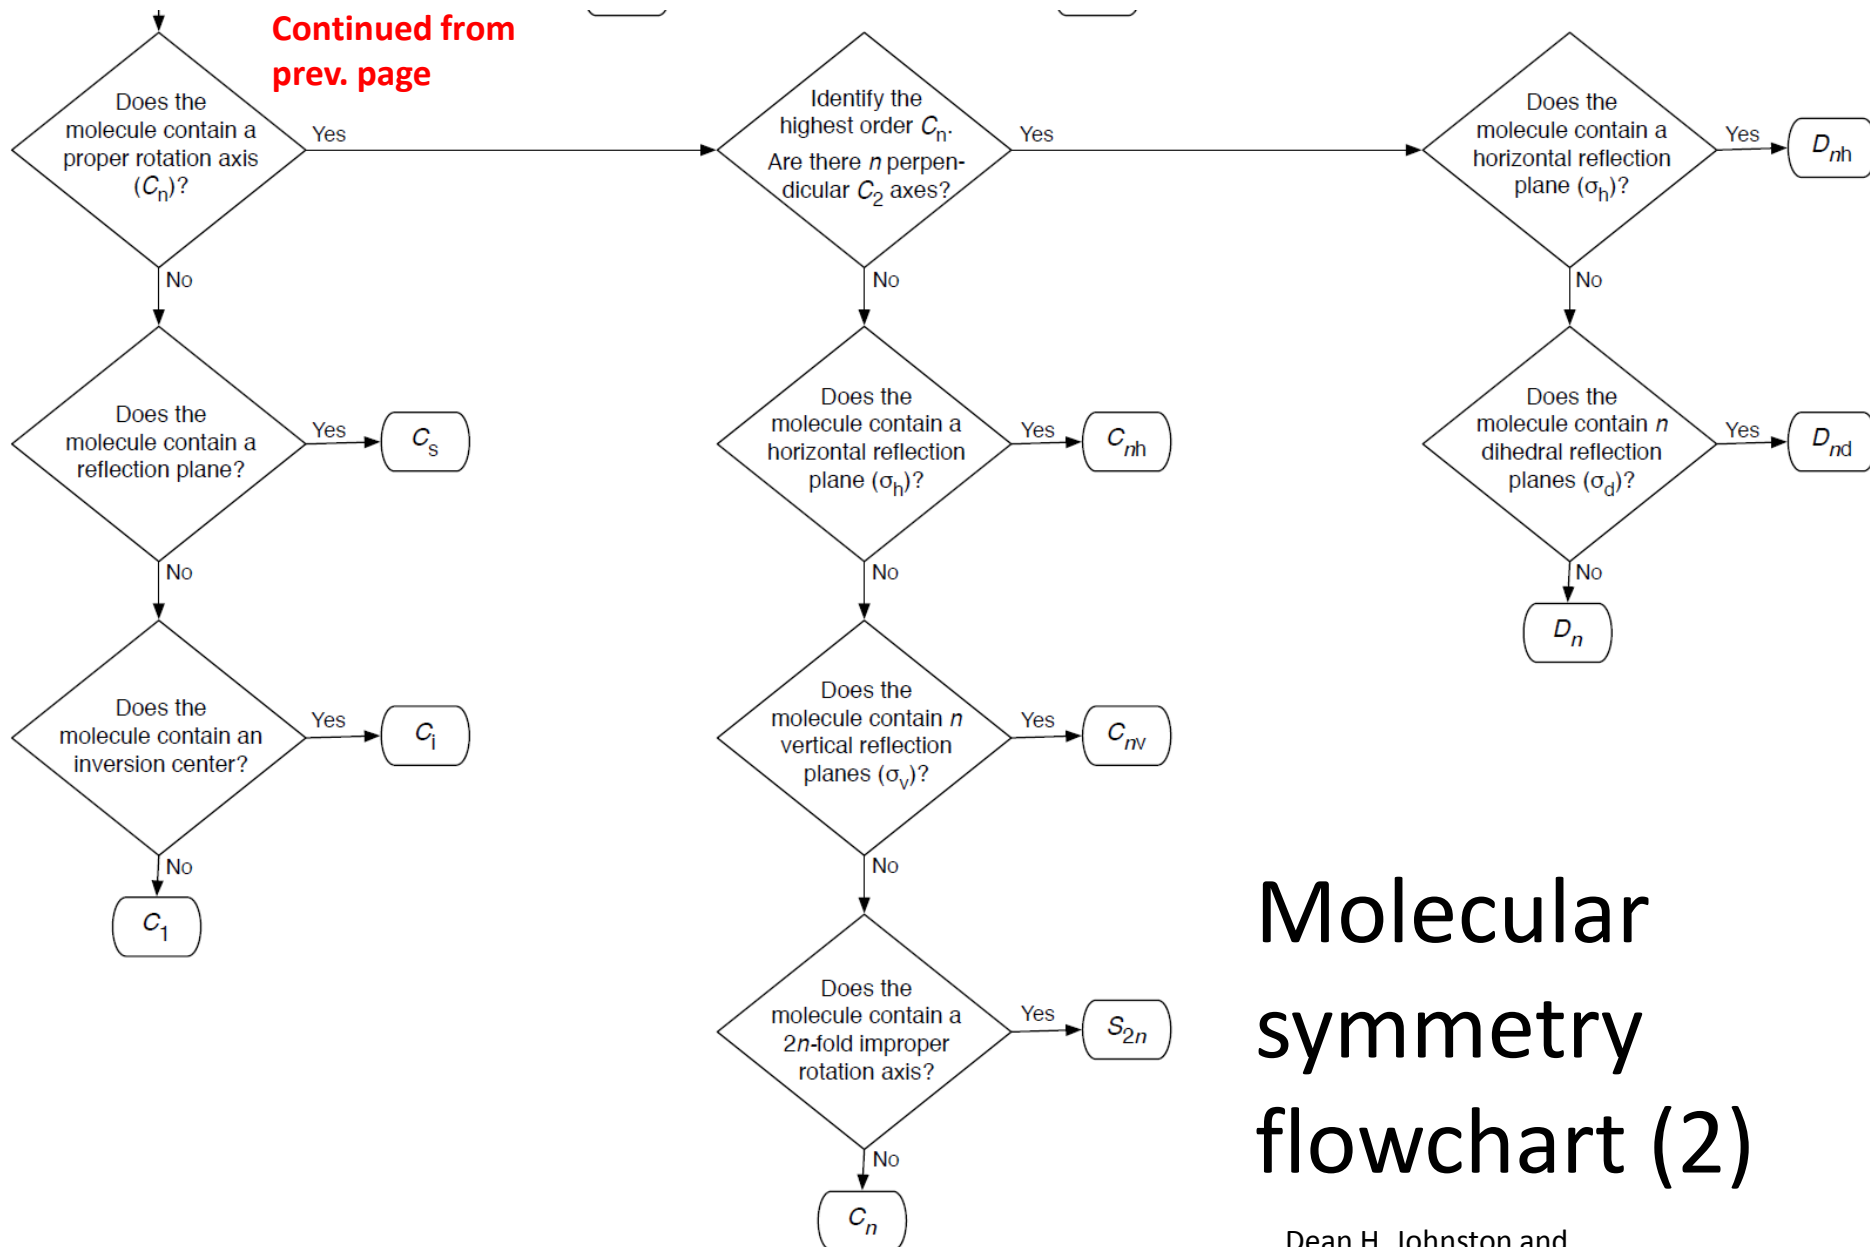 Continued from
prev. page
Does the
molecule contain a
proper rotation axis
(Cn)?
Yes
No
Identify the
highest order Cn.
Are there n perpen-
dicular C2 axes?
Yes
No
Does the
molecule contain a
horizontal reflection
plane (σh)?
Yes
Dnh
No
Does the
molecule contain a
reflection plane?
Yes
Cs
No
Does the
molecule contain a
horizontal reflection
plane (σh)?
Yes
Cnh
No
Does the
molecule contain n
dihedral reflection
planes (σd)?
Yes
Dnd
No
Dn
Does the
molecule contain an
inversion center?
Yes
Ci
No
C1
Does the
molecule contain n
vertical reflection
planes (σv)?
Yes
Cnv
No
Does the
molecule contain a
2n-fold improper
rotation axis?
Yes
S2n
No
Cn
Molecular
symmetry
flowchart (2)
Dean H. Johnston and